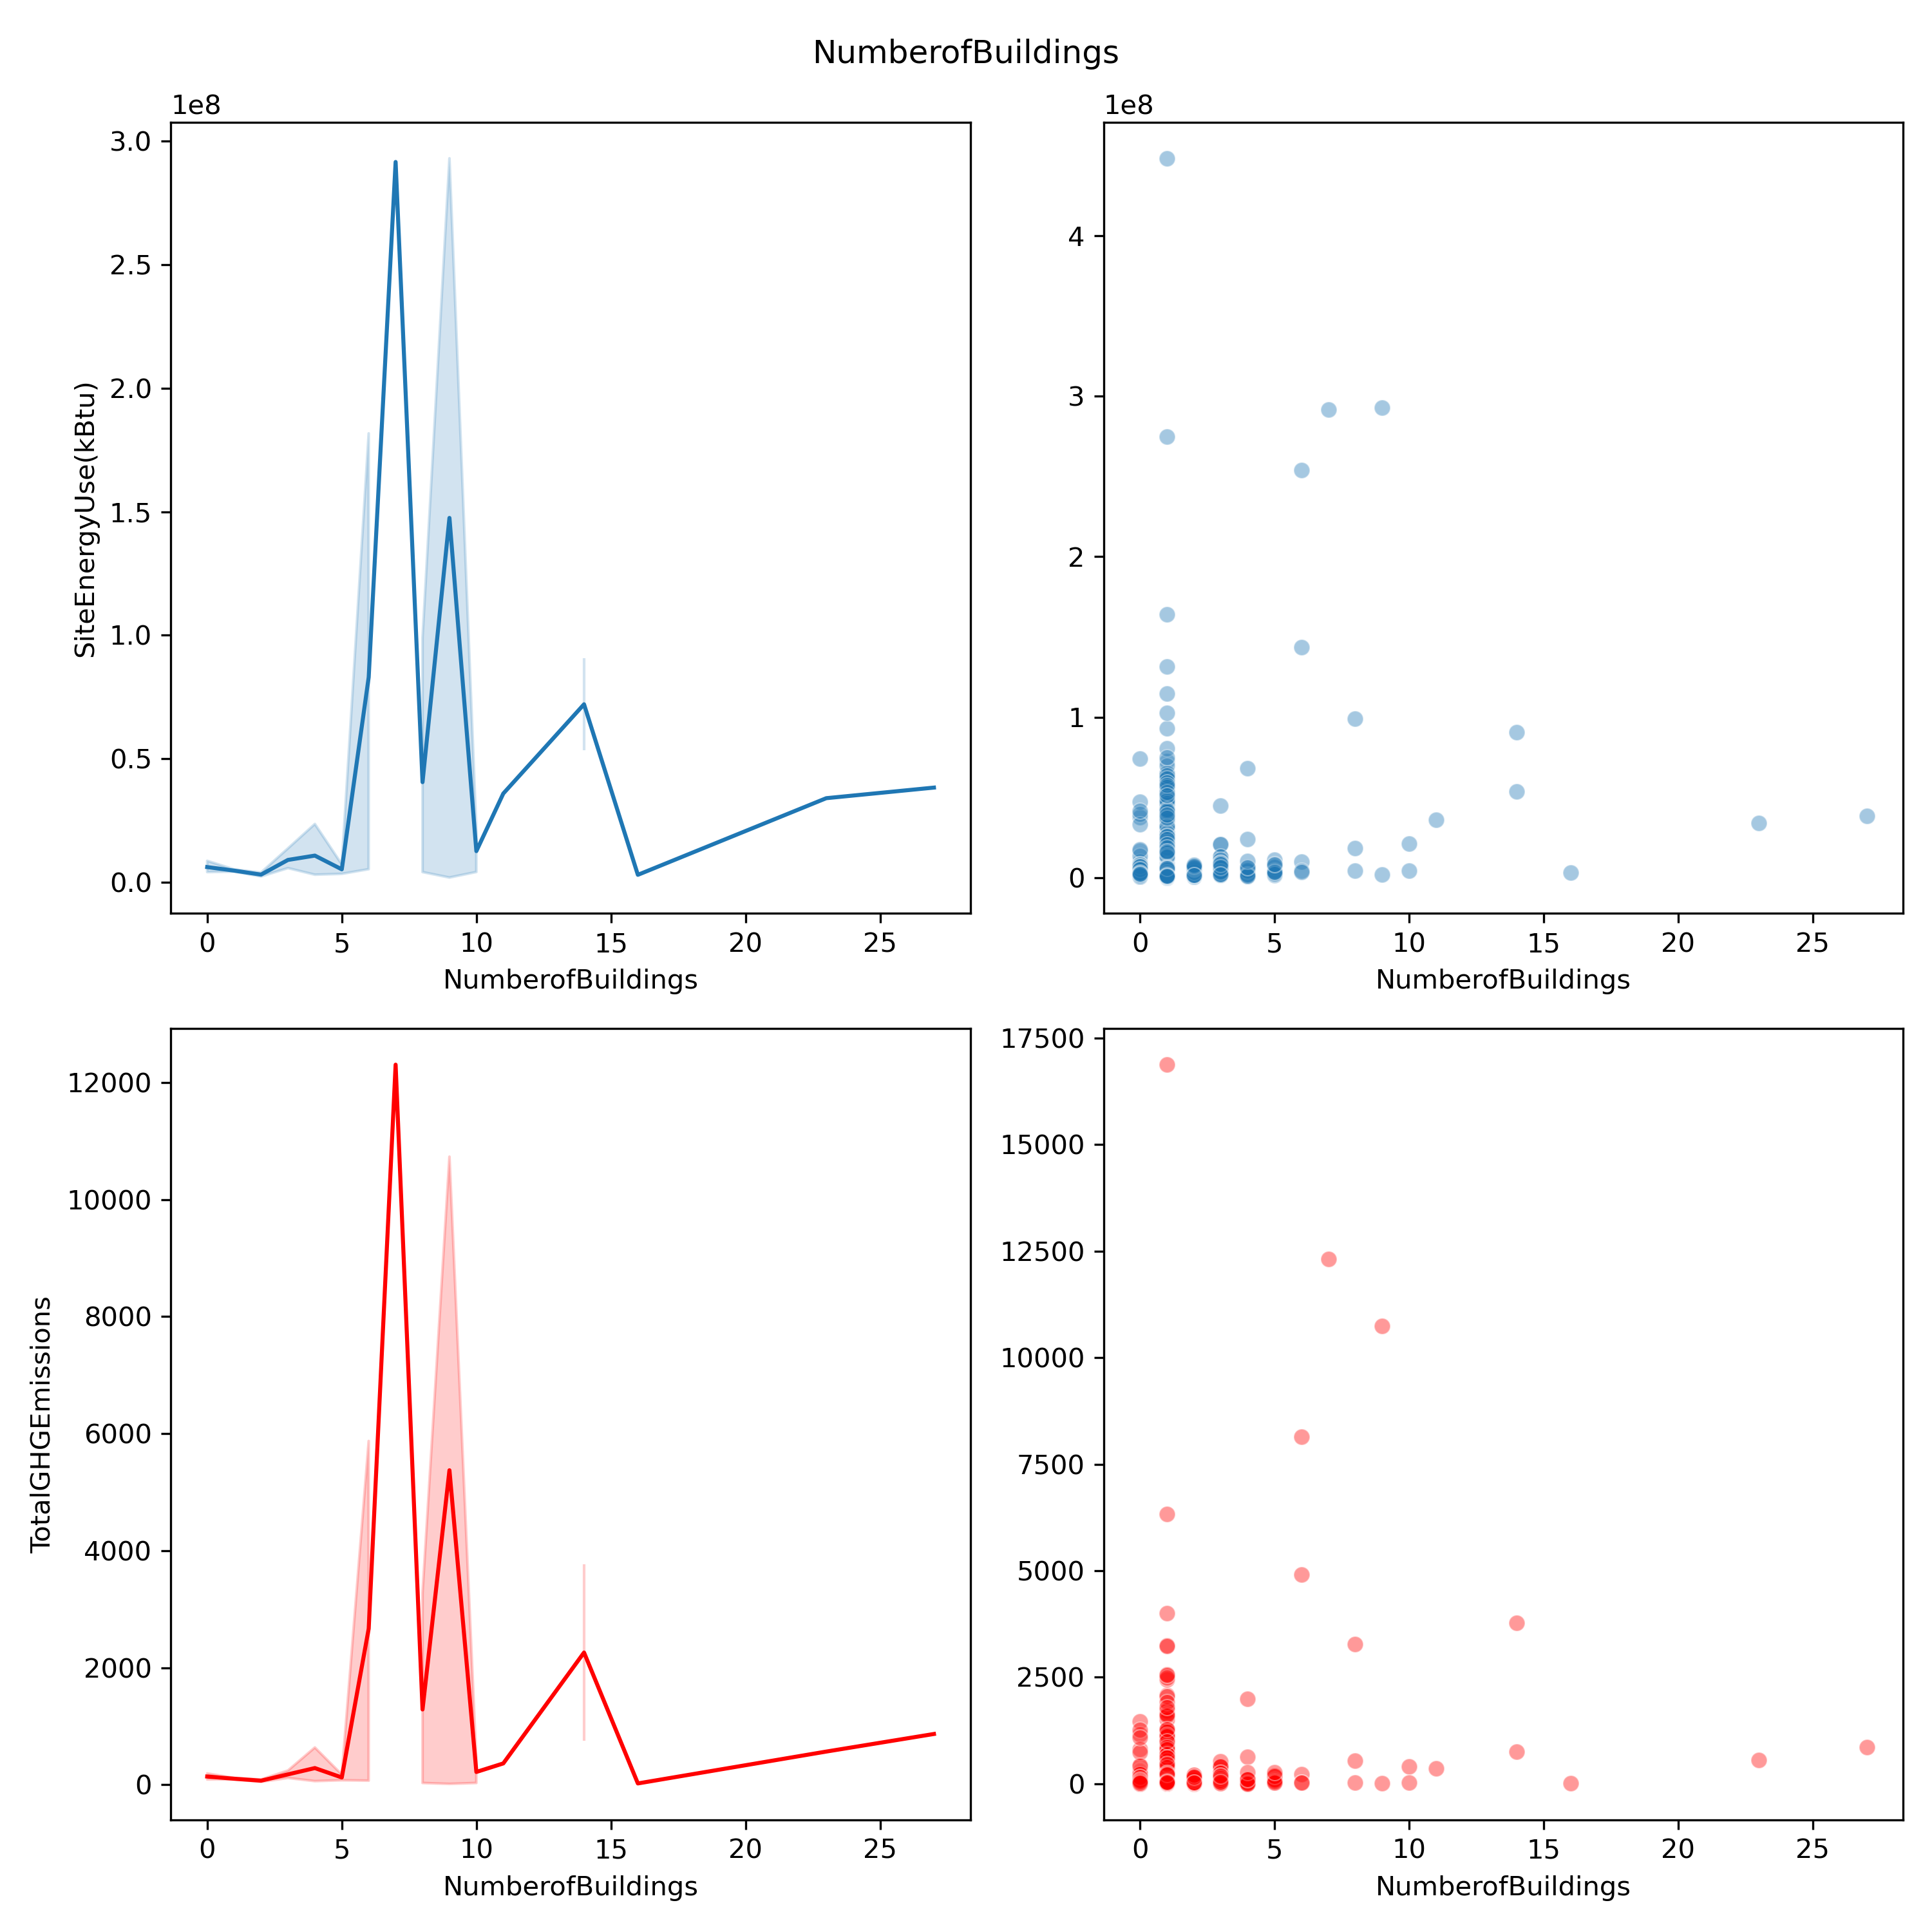 NumberofBuildings
1e8
3.0
2.5
2.0
1.5
1.0
0.5
0.0
SiteEnergyUse(kBtu)
0 5 10 15 20 25
NumberofBuildings
1e8
4
3
2
1
0
0 5 10 15 20 25
NumberofBuildings
12000
10000
8000
6000
4000
2000
0
TotalGHGEmissions
0 5 10 15 20 25
NumberofBuildings
17500
15000
12500
10000
7500
5000
2500
0
0 5 10 15 20 25
NumberofBuildings